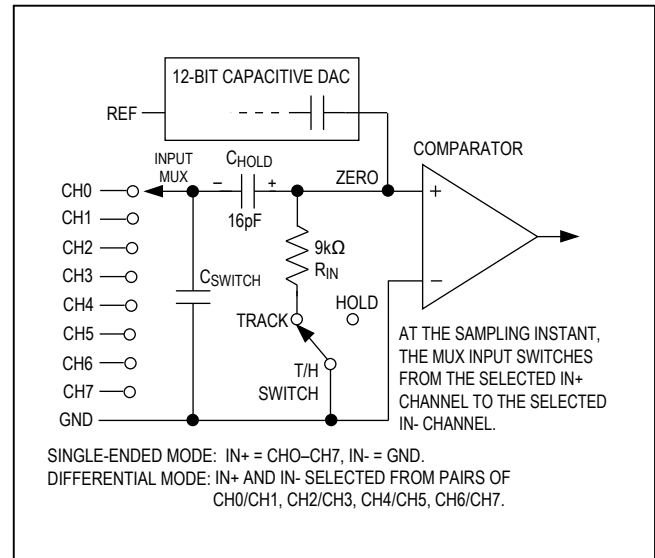 12-BIT CAPACITIVE DAC
REF
COMPARATOR
INPUT
MUX
CHOLD
ZERO
– +
+
CH0
16pF
CH1
9kΩ
CH2
RIN
CSWITCH
–
CH3
HOLD
CH4
TRACK
AT THE SAMPLING INSTANT,
THE MUX INPUT SWITCHES
FROM THE SELECTED IN+
CHANNEL TO THE SELECTED
IN- CHANNEL.
CH5
CH6
T/H
SWITCH
CH7
GND
SINGLE-ENDED MODE: IN+ = CHO–CH7, IN- = GND.
DIFFERENTIAL MODE: IN+ AND IN- SELECTED FROM PAIRS OF
CH0/CH1, CH2/CH3, CH4/CH5, CH6/CH7.